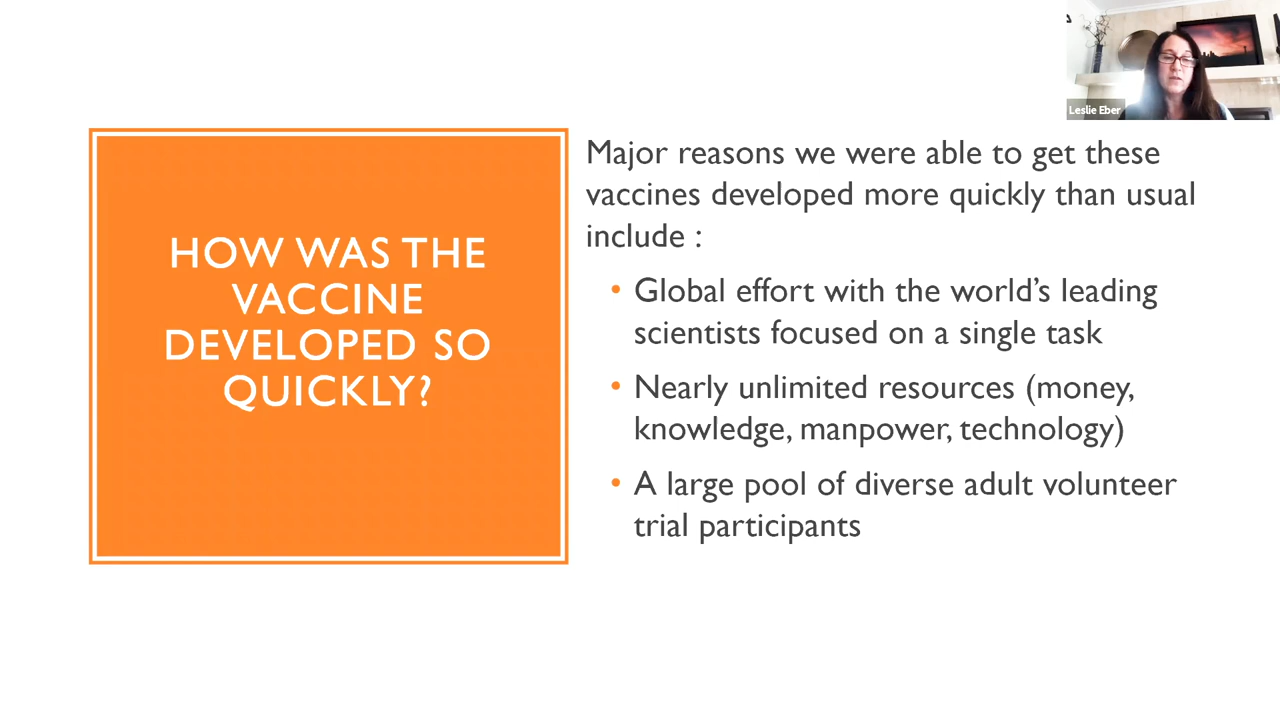 Leslie Eber
HOW WAS THE
VACCINE
DEVELOPED SO
QUICKLY?
Major reasons we were able to get these
vaccines developed more quickly than usual
include :
• Global effort with the world’s leading
scientists focused on a single task
• Nearly unlimited resources (money,
knowledge, manpower, technology)
• A large pool of diverse adult volunteer
trial participants